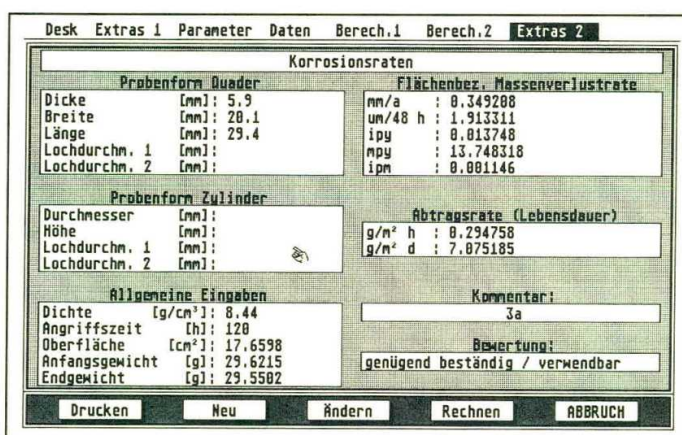 Desk Extras 1 Parameter Daten Berech.1 Berech.2 Extras 2
Korrosionsraten
Probenform Quader
Dicke [mm]: 5.9
Breite [mm]: 20.1
Länge [mm]: 29.4
Lochdurchm. 1 [mm]:
Lochdurchm. 2 [mm]:
Probenform Zylinder
Durchmesser [mm]:
Höhe [mm]:
Lochdurchm. 1 [mm]:
Lochdurchm. 2 [mm]:
Allgemeine Eingaben
Dichte [g/cm³]: 8.44
Angriffszeit [h]: 120
Oberfläche [cm²]: 17.6598
Anfangsgewicht [g]: 29.6215
Endgewicht [g]: 29.5502
Flächenbez. Massenverlustrate
mm/a : 0.349208
um/48 h : 1.913311
ipy : 0.013748
mpy : 13.748318
ipm : 0.001146
Abtragsrate (Lebensdauer)
g/m² h : 0.294758
g/m² d : 7.075185
Kommentar:
3a
Bewertung:
genügend beständig / verwendbar
Drucken Neu Ändern Rechnen ABBRUCH